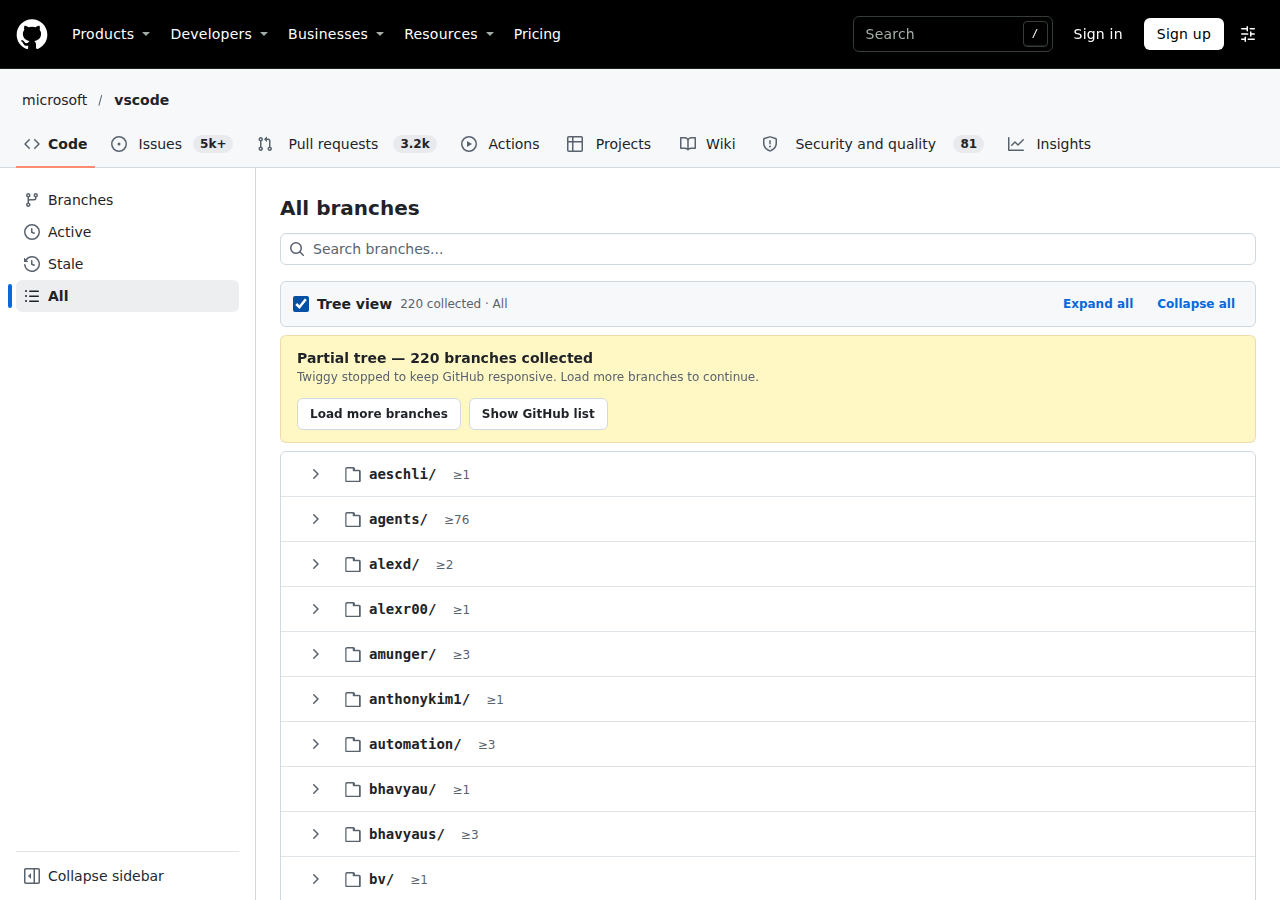 Products Developers Businesses Resources Pricing Search / Sign in Sign up
microsoft / vscode
Code Issues 5k+ Pull requests 3.2k Actions Projects Wiki Security and quality 81 Insights
Branches
Active
Stale
All
Collapse sidebar
All branches
Search branches...
Tree view 220 collected · All Expand all Collapse all
Partial tree — 220 branches collected
Twiggy stopped to keep GitHub responsive. Load more branches to continue.
Load more branches Show GitHub list
aeschli/ ≥1
agents/ ≥76
alexd/ ≥2
alexr00/ ≥1
amunger/ ≥3
anthonykim1/ ≥1
automation/ ≥3
bhavyau/ ≥1
bhavyaus/ ≥3
bv/ ≥1